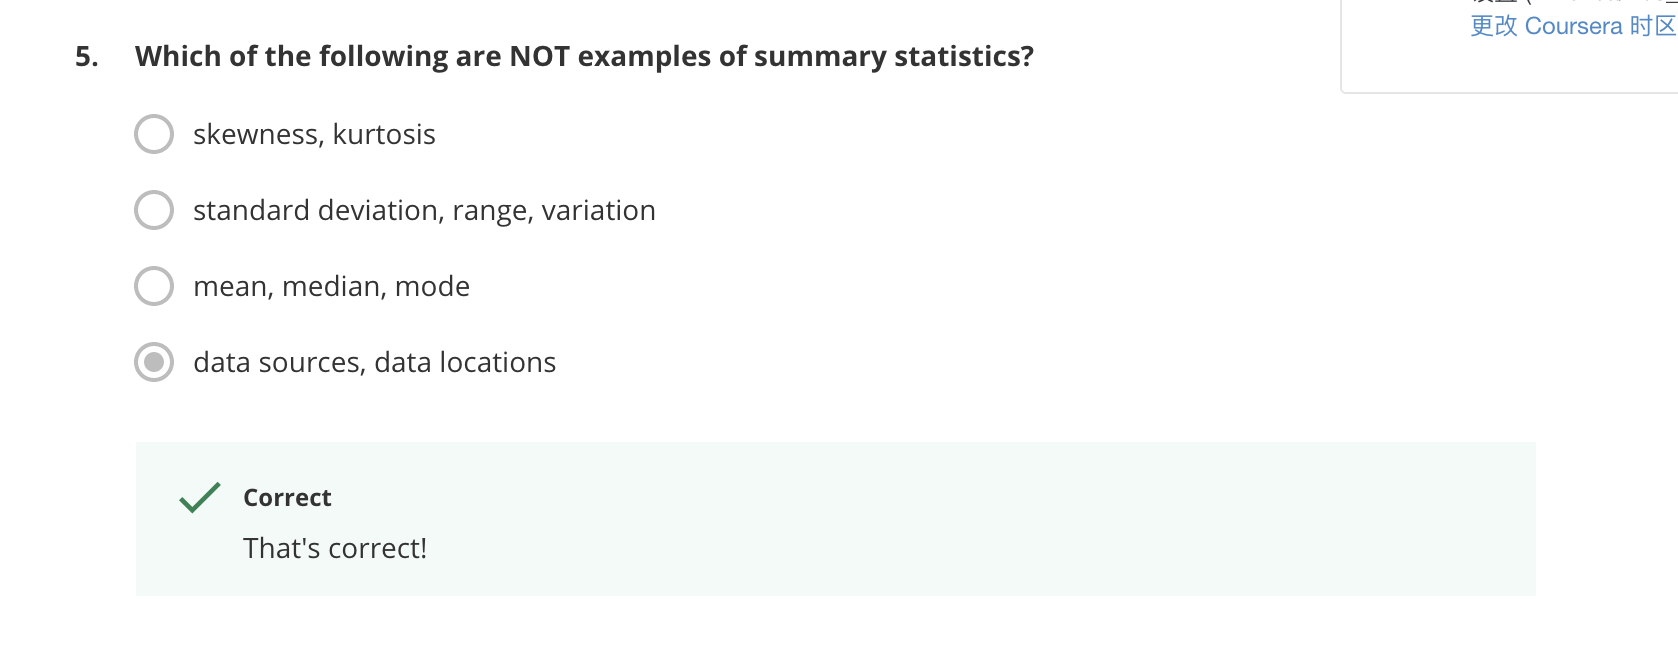 更改 Coursera 时区
5. Which of the following are NOT examples of summary statistics?
skewness, kurtosis
standard deviation, range, variation
mean, median, mode
data sources, data locations
Correct
That's correct!